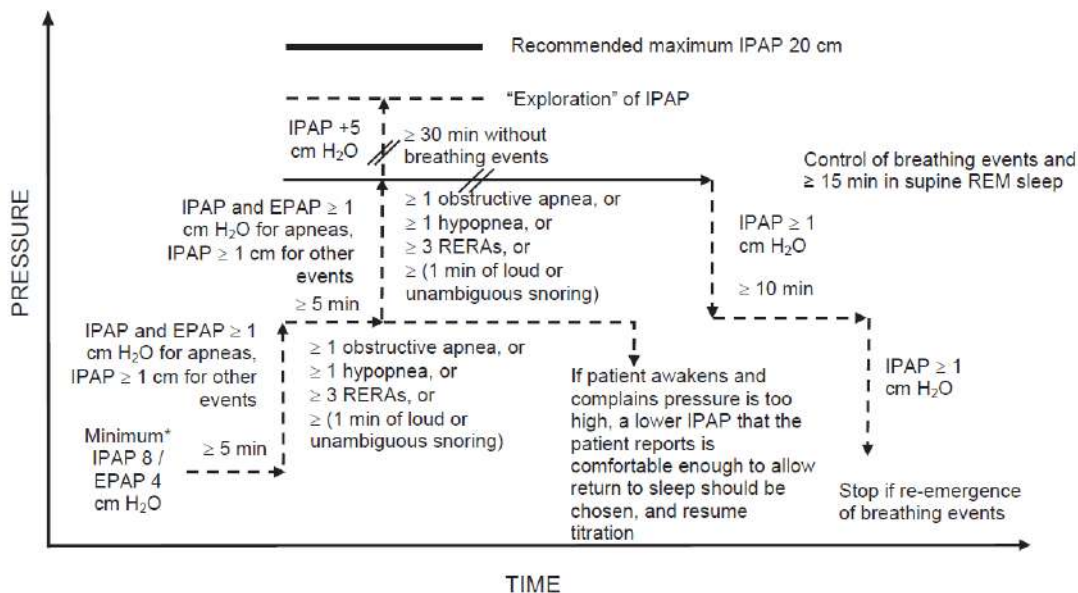 Recommended maximum IPAP 20 cm
“Exploration” of IPAP
IPAP +5
cm H₂O
≥ 30 min without
breathing events
Control of breathing events and
≥ 15 min in supine REM sleep
IPAP and EPAP ≥ 1
cm H₂O for apneas,
IPAP ≥ 1 cm for other
events
≥ 1 obstructive apnea, or
≥ 1 hypopnea, or
≥ 3 RERAs, or
≥ (1 min of loud or
unambiguous snoring)
IPAP ≥ 1
cm H₂O
≥ 10 min
≥ 5 min
IPAP and EPAP ≥ 1
cm H₂O for apneas,
IPAP ≥ 1 cm for other
events
≥ 1 obstructive apnea, or
≥ 1 hypopnea, or
≥ 3 RERAs, or
≥ (1 min of loud or
unambiguous snoring)
If patient awakens and
complains pressure is too
high, a lower IPAP that the
patient reports is
comfortable enough to allow
return to sleep should be
chosen, and resume
titration
IPAP ≥ 1
cm H₂O
Minimum*
IPAP 8 /
EPAP 4
cm H₂O
≥ 5 min
Stop if re-emergence
of breathing events
PRESSURE
TIME